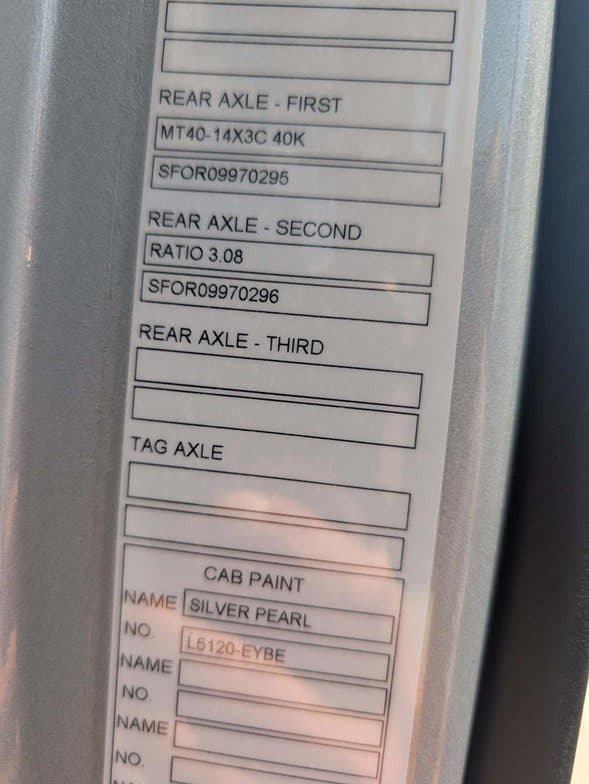 REAR AXLE - FIRST
MT40-14X3C 40K
SFOR09970295
REAR AXLE - SECOND
RATIO 3.08
SFOR09970296
REAR AXLE - THIRD
TAG AXLE
CAB PAINT
NAME SILVER PEARL
NO. L5120-EYBE
NAME
NO.
NAME
NO.
NAME